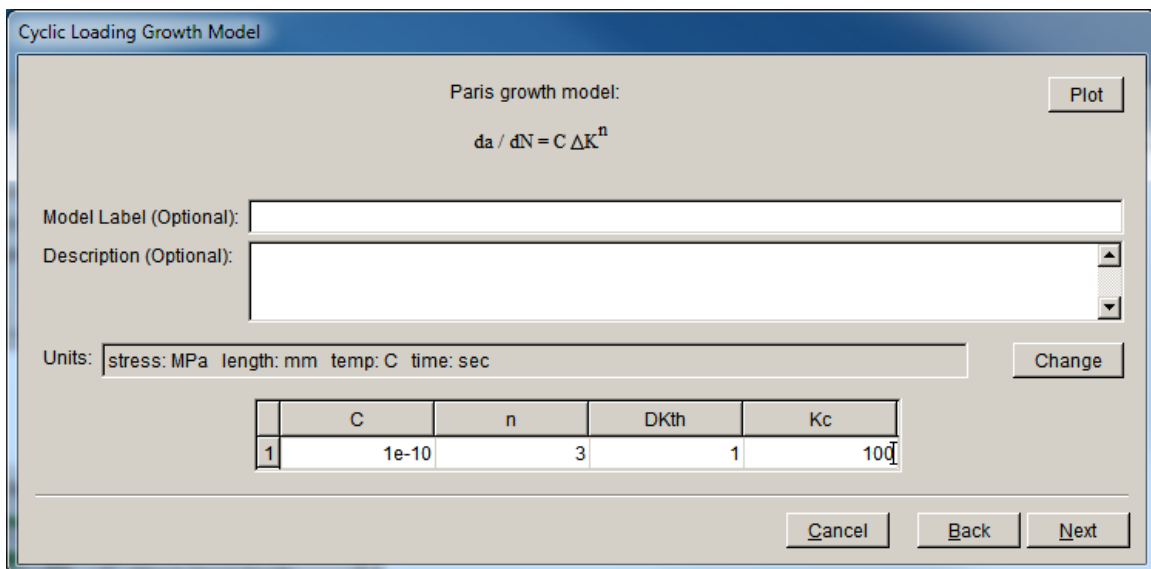 Cyclic Loading Growth Model
Paris growth model:
Plot
da / dN = C ΔK^n
Model Label (Optional):
Description (Optional):
Units: stress: MPa length: mm temp: C time: sec Change
C n DKth Kc
1 1e-10 3 1 100
Cancel Back Next